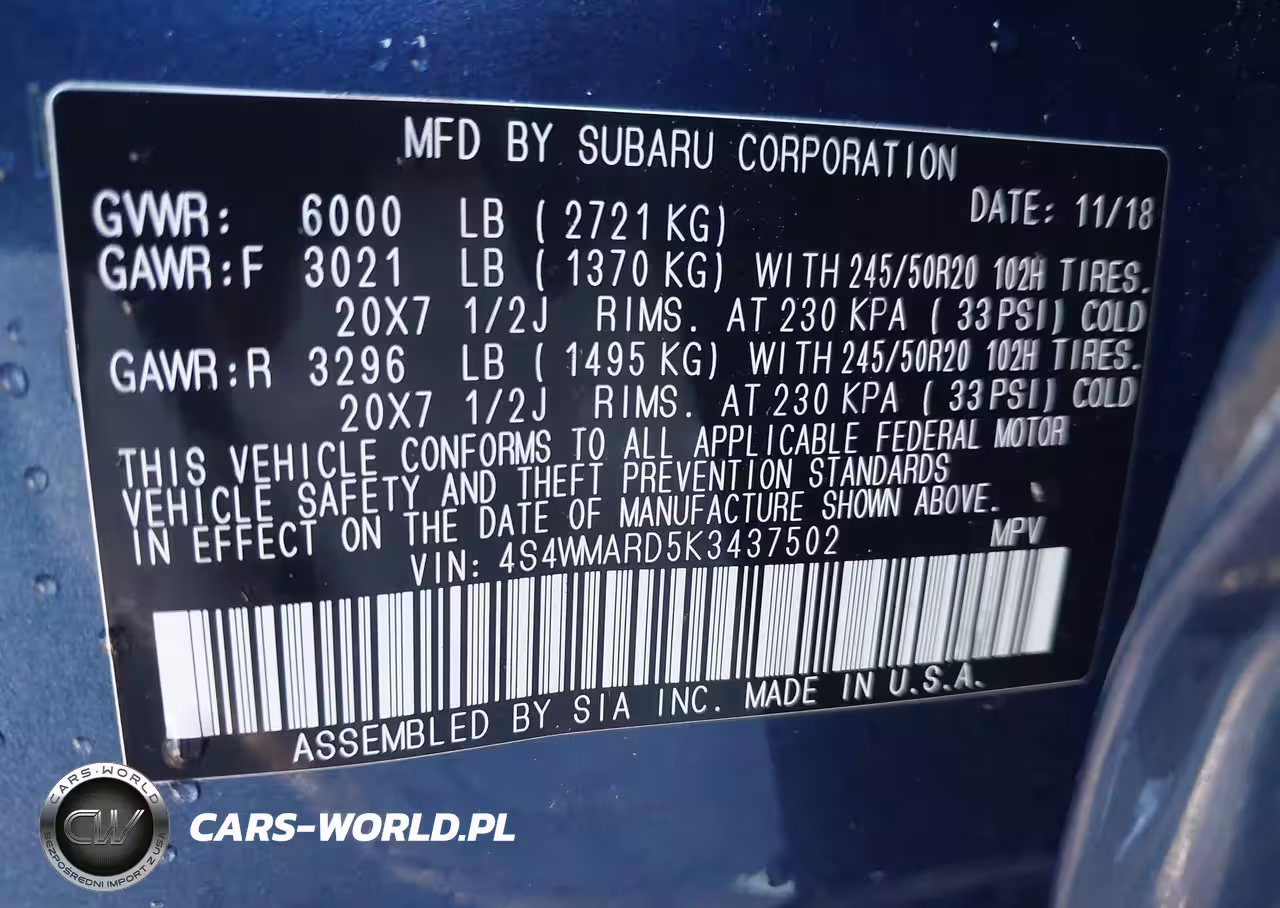 MFD BY SUBARU CORPORATION
DATE: 11/18
GVWR: 6000 LB ( 2721 KG)
GAWR:F 3021 LB ( 1370 KG) WITH 245/50R20 102H TIRES.
20X7 1/2J RIMS. AT 230 KPA ( 33 PSI) COLD
GAWR:R 3296 LB ( 1495 KG) WITH 245/50R20 102H TIRES.
20X7 1/2J RIMS. AT 230 KPA ( 33 PSI) COLD
THIS VEHICLE CONFORMS TO ALL APPLICABLE FEDERAL MOTOR
VEHICLE SAFETY AND THEFT PREVENTION STANDARDS
IN EFFECT ON THE DATE OF MANUFACTURE SHOWN ABOVE.
VIN: 4S4WMARD5K3437502 MPV
ASSEMBLED BY SIA INC. MADE IN U.S.A.
CARS-WORLD
CW
BEZPOŚREDNI IMPORT Z USA
CARS-WORLD.PL